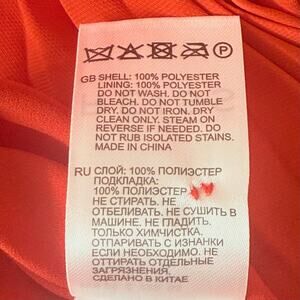 P
GB SHELL: 100% POLYESTER
LINING: 100% POLYESTER
DO NOT WASH. DO NOT
BLEACH. DO NOT TUMBLE
DRY. DO NOT IRON. DRY
CLEAN ONLY. STEAM ON
REVERSE IF NEEDED. DO
NOT RUB ISOLATED STAINS.
MADE IN CHINA
RU СЛОЙ: 100% ПОЛИЭСТЕР
ПОДКЛАДКА:
100% ПОЛИЭСТЕР
НЕ СТИРАТЬ. НЕ
ОТБЕЛИВАТЬ. НЕ СУШИТЬ В
МАШИНЕ. НЕ ГЛАДИТЬ.
ТОЛЬКО ХИМЧИСТКА.
ОТПАРИВАТЬ С ИЗНАНКИ
ЕСЛИ НЕОБХОДИМО. НЕ
ОТТИРАТЬ ОТДЕЛЬНЫЕ
ЗАГРЯЗНЕНИЯ.
СДЕЛАНО В КИТАЕ